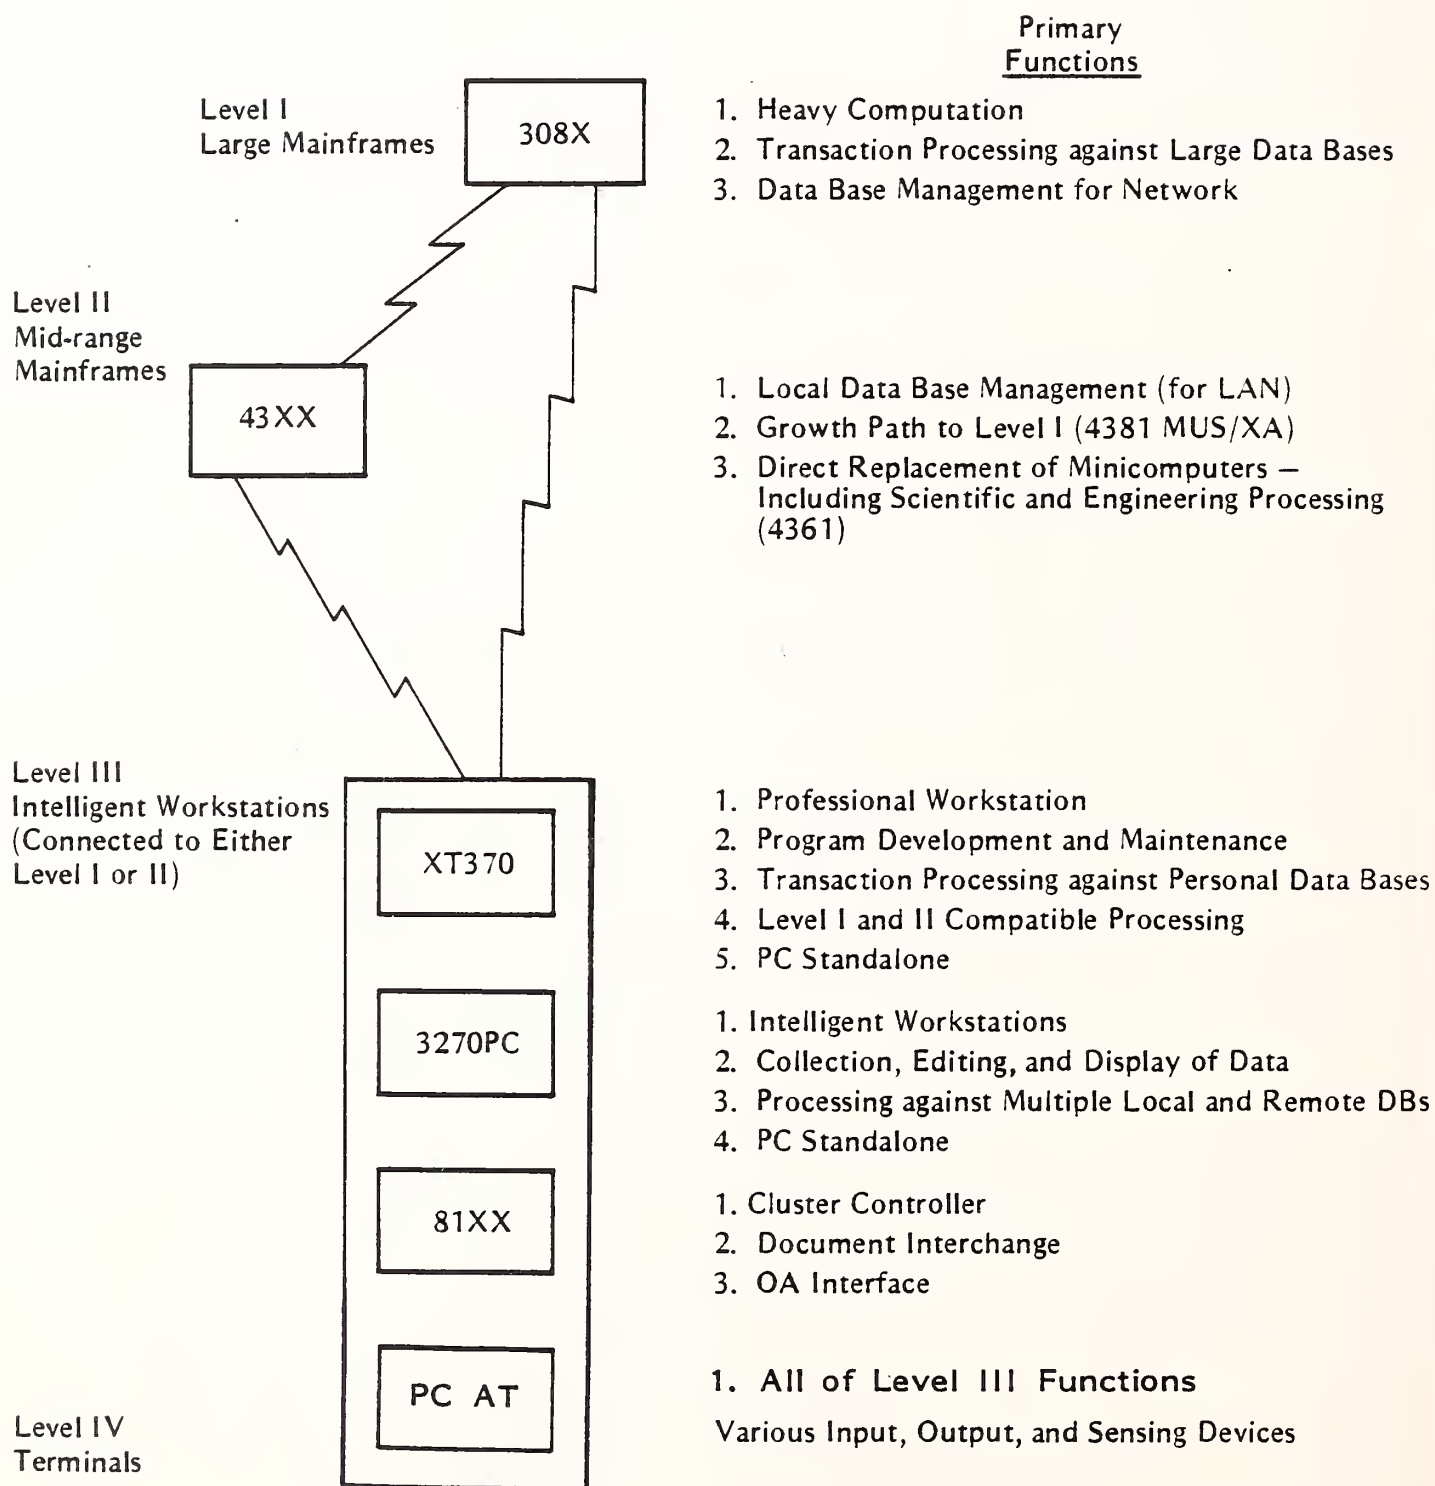 Primary
Functions
Level I
Large Mainframes
308X
1. Heavy Computation
2. Transaction Processing against Large Data Bases
3. Data Base Management for Network
Level II
Mid-range
Mainframes
43XX
1. Local Data Base Management (for LAN)
2. Growth Path to Level I (4381 MUS/XA)
3. Direct Replacement of Minicomputers —
Including Scientific and Engineering Processing
(4361)
Level III
Intelligent Workstations
(Connected to Either
Level I or II)
XT370
1. Professional Workstation
2. Program Development and Maintenance
3. Transaction Processing against Personal Data Bases
4. Level I and II Compatible Processing
5. PC Standalone
3270PC
1. Intelligent Workstations
2. Collection, Editing, and Display of Data
3. Processing against Multiple Local and Remote DBs
4. PC Standalone
81XX
1. Cluster Controller
2. Document Interchange
3. OA Interface
PC AT
1. All of Level III Functions
Level IV
Terminals
Various Input, Output, and Sensing Devices